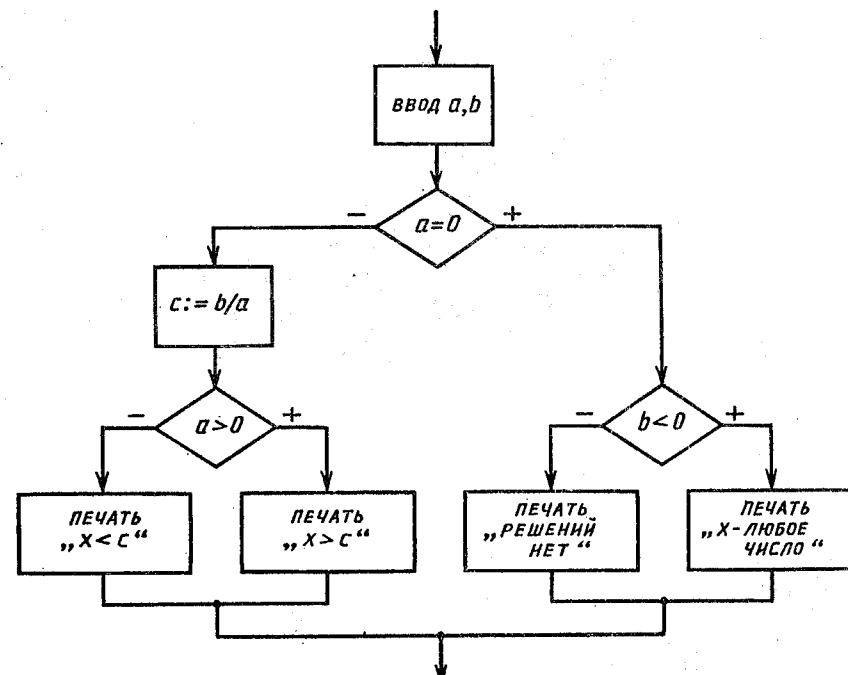 ввод a,b
−
a=0
+
c:= b/a
−
a>0
+
−
b<0
+
ПЕЧАТЬ
„X<C“
ПЕЧАТЬ
„X>C“
ПЕЧАТЬ
„РЕШЕНИЙ
НЕТ“
ПЕЧАТЬ
„X-ЛЮБОЕ
ЧИСЛО“